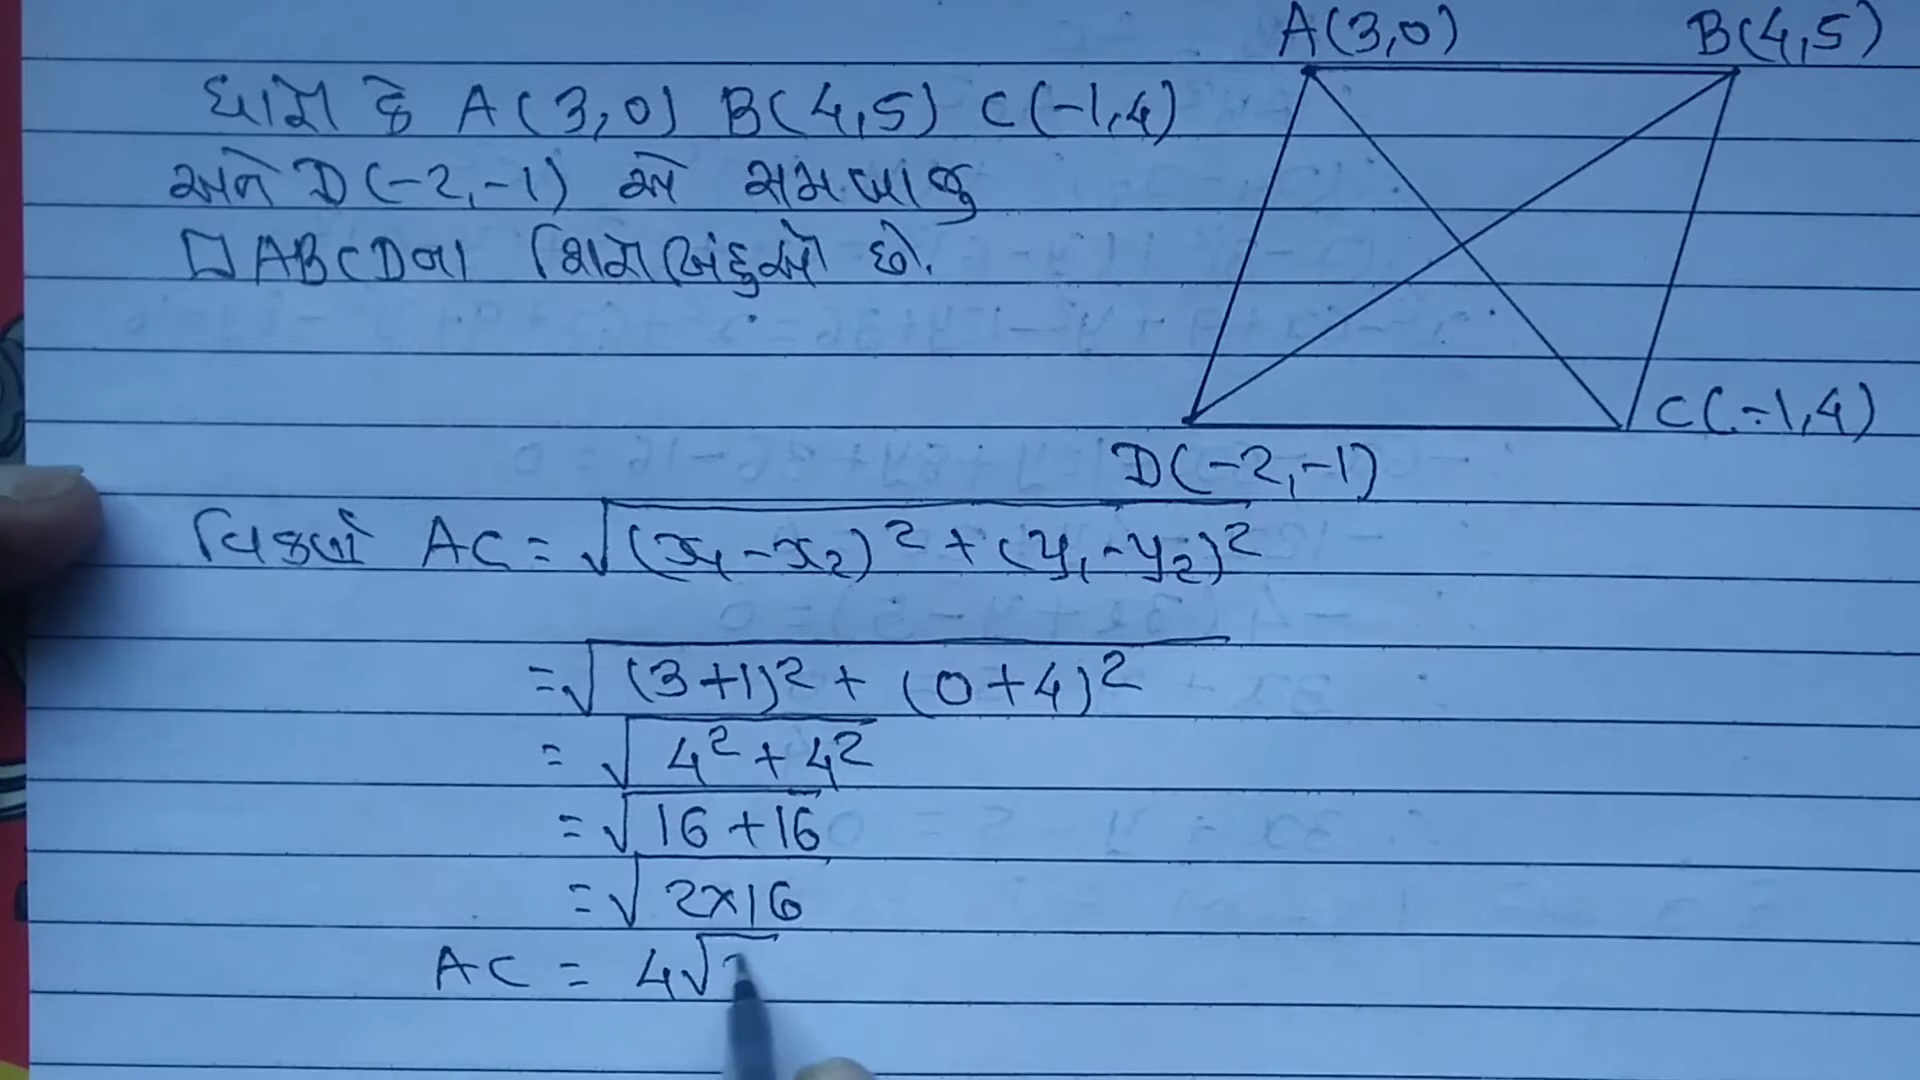 A(3,0) B(4,5)
ધારો કે A(3,0) B(4,5) C(-1,4)
અને D(-2,-1) એ સમબાજુ
□ABCDના શિરોબિંદુઓ છે.
C(-1,4)
D(-2,-1)
વિકર્ણ AC = √(x₁-x₂)² + (y₁-y₂)²
= √(3+1)² + (0+4)²
= √4² + 4²
= √16 + 16
= √2×16
AC = 4√